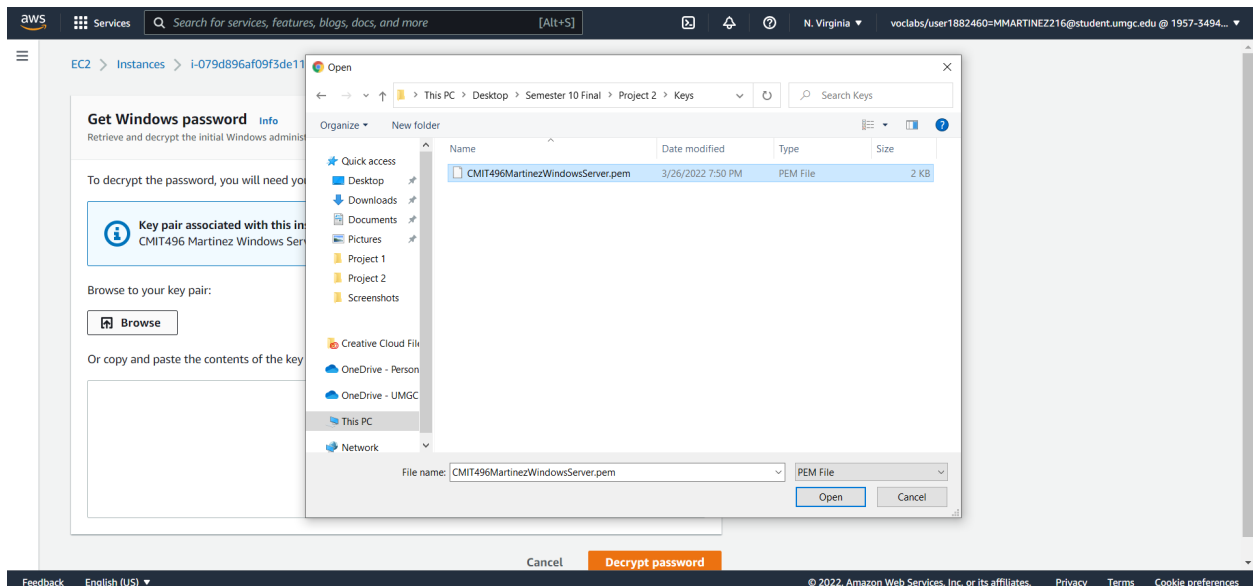 aws
Services
Search for services, features, blogs, docs, and more
[Alt+S]
N. Virginia ▼
voclabs/user1882460=MMARTINEZ216@student.umgc.edu @ 1957-3494... ▼
EC2 > Instances > i-079d896af09f3de11
Get Windows password Info
Retrieve and decrypt the initial Windows adminis
To decrypt the password, you will need you
Key pair associated with this in
CMIT496 Martinez Windows Serv
Browse to your key pair:
Browse
Or copy and paste the contents of the key
Open
This PC > Desktop > Semester 10 Final > Project 2 > Keys
Search Keys
Organize
New folder
Quick access
Desktop
Downloads
Documents
Pictures
Project 1
Project 2
Screenshots
Creative Cloud File
OneDrive - Person
OneDrive - UMGC
This PC
Network
Name Date modified Type Size
CMIT496MartinezWindowsServer.pem 3/26/2022 7:50 PM PEM File 2 KB
File name: CMIT496MartinezWindowsServer.pem PEM File
Open Cancel
Cancel Decrypt password
Feedback English (US) ▼ © 2022, Amazon Web Services, Inc. or its affiliates. Privacy Terms Cookie preferences